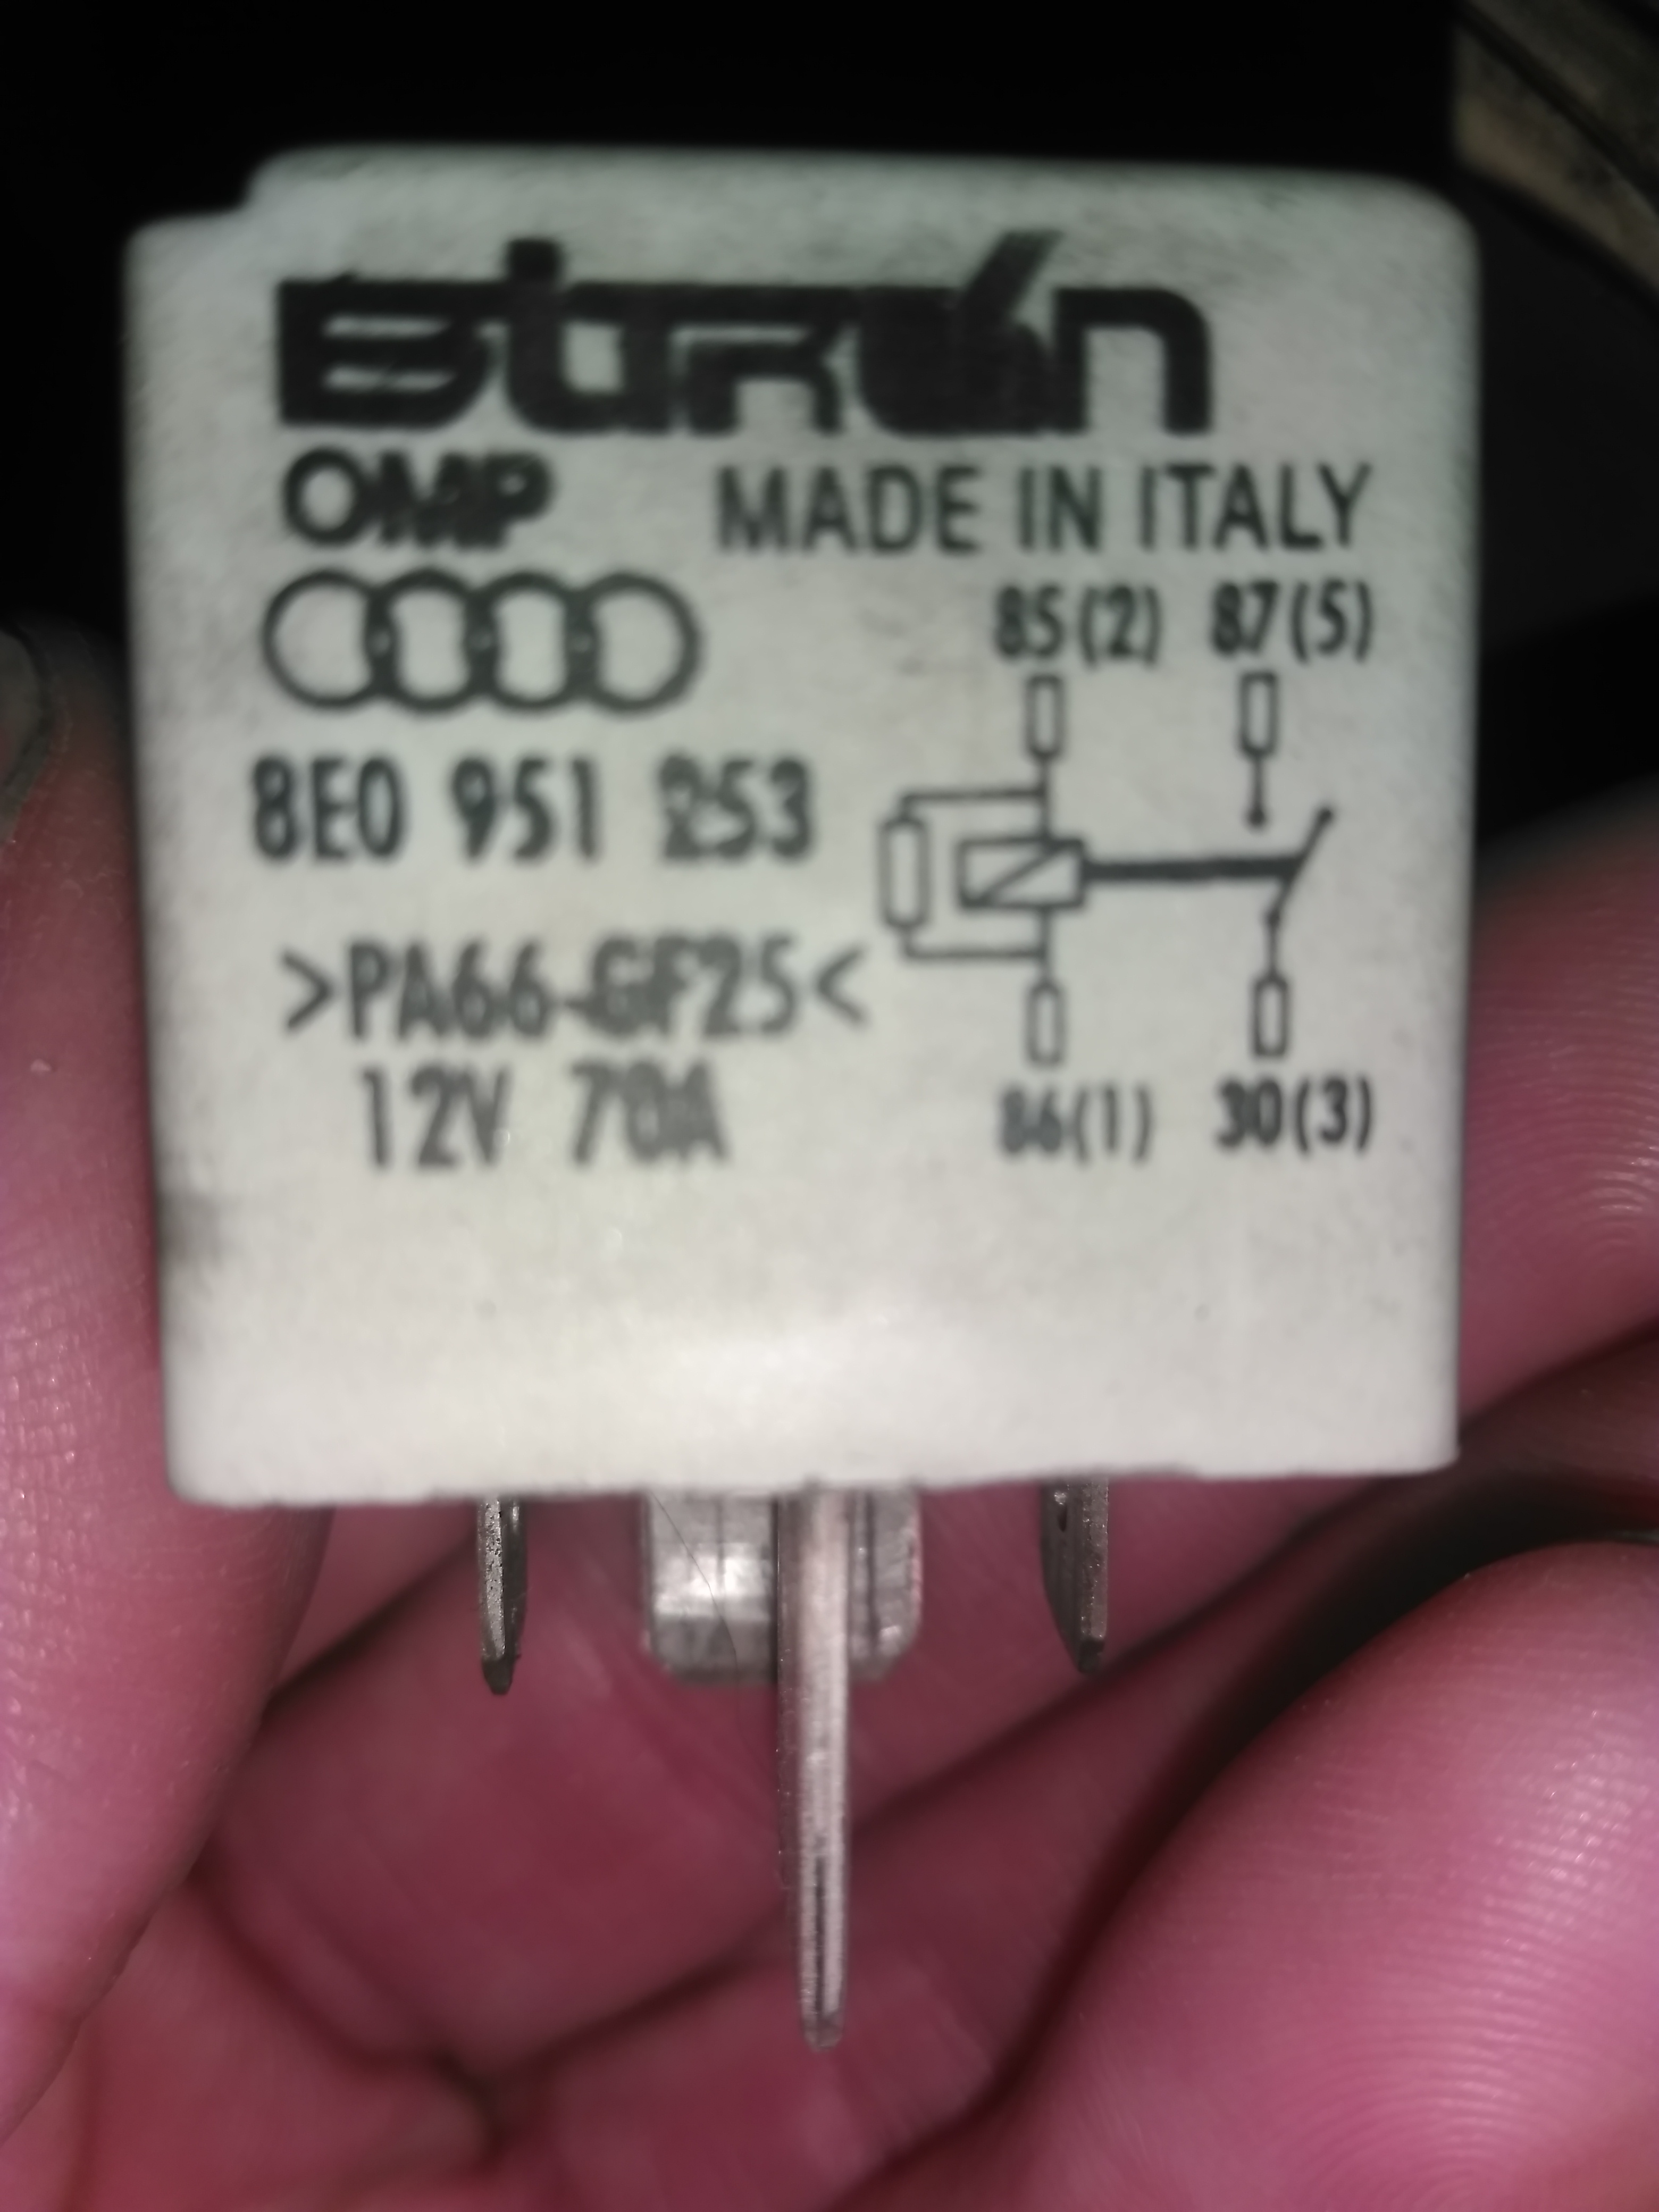 Bitrón
OMP MADE IN ITALY
85(2) 87(5)
8E0 951 253
>PA66-GF25<
12V 70A
86(1) 30(3)